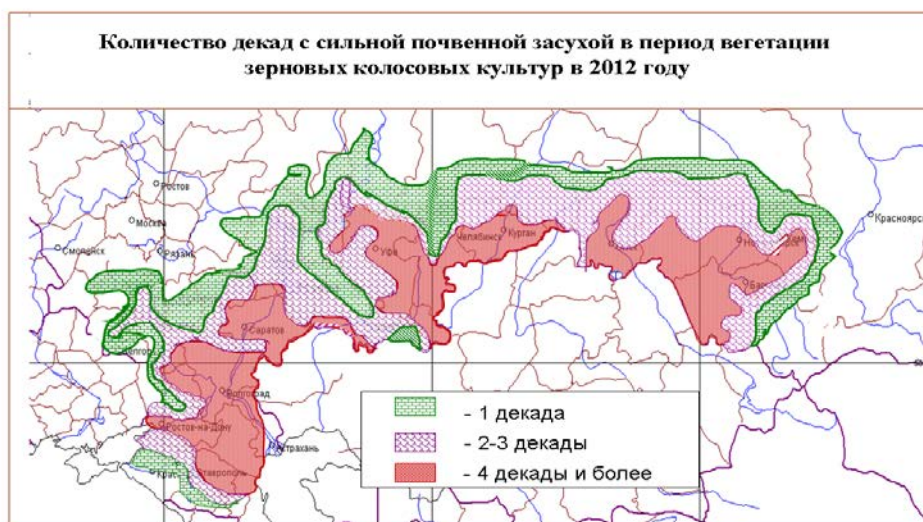 Количество декад с сильной почвенной засухой в период вегетации
зерновых колосовых культур в 2012 году
Ростов
Москва
Смоленск
Рязань
Красноярс
Челябинск
Курган
Уфа
Саратов
Волгоград
Ростов-на-Дону
Астрахань
Ставрополь
- 1 декада
- 2-3 декады
- 4 декады и более